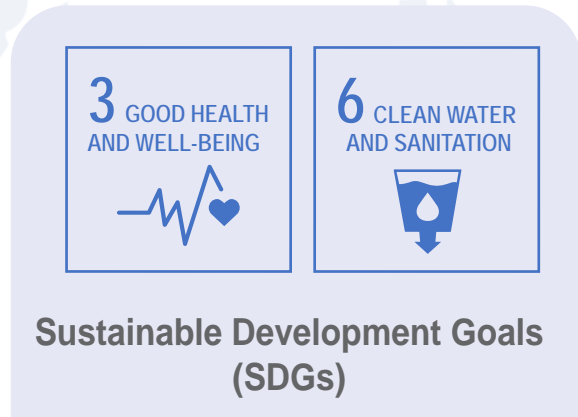 3 GOOD HEALTH
AND WELL-BEING
6 CLEAN WATER
AND SANITATION
Sustainable Development Goals
(SDGs)